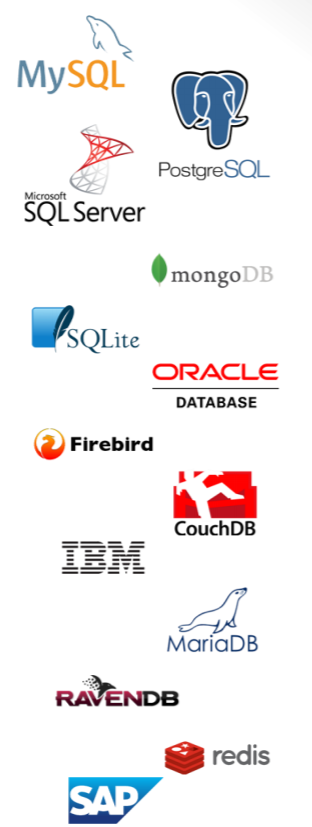 MySQL
PostgreSQL
Microsoft
SQL Server
mongoDB
SQLite
ORACLE
DATABASE
Firebird
CouchDB
IBM
MariaDB
RAVENDB
redis
SAP